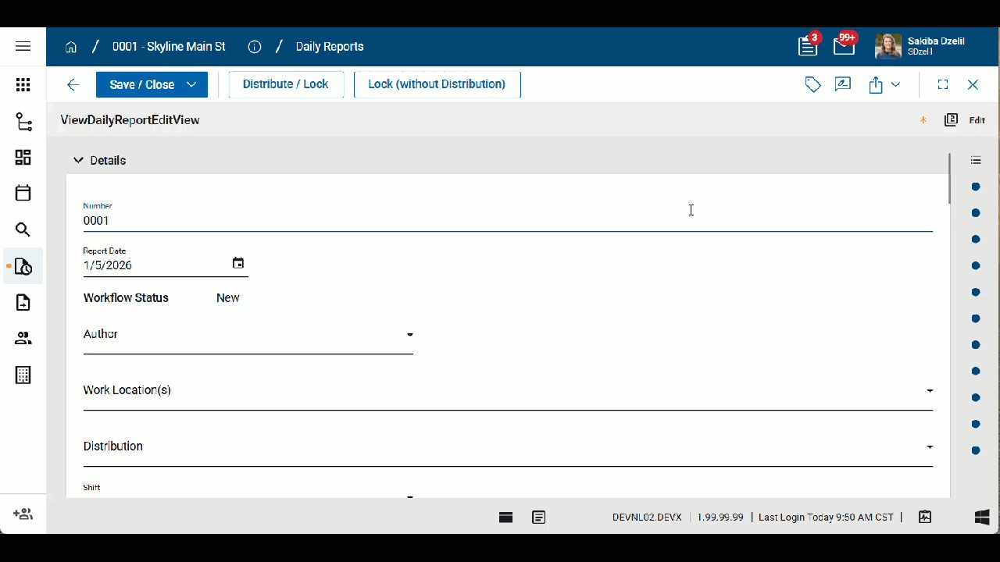 / 0001 - Skyline Main St / Daily Reports
3
99+
Sakiba Dzelil
SDzelil
Save / Close
Distribute / Lock
Lock (without Distribution)
ViewDailyReportEditView
* 2 Edit
Details
Number
0001
Report Date
1/5/2026
Workflow Status New
Author
Work Location(s)
Distribution
Shift
DEVNL02.DEVX | 1.99.99.99 | Last Login Today 9:50 AM CST |